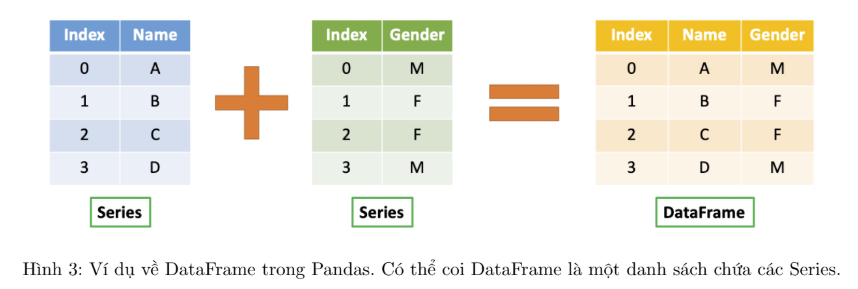 Index Name Index Gender Index Name Gender
0 A 0 M 0 A M
1 B 1 F 1 B F
2 C 2 F 2 C F
3 D 3 M 3 D M
Series Series DataFrame
Hình 3: Ví dụ về DataFrame trong Pandas. Có thể coi DataFrame là một danh sách chứa các Series.